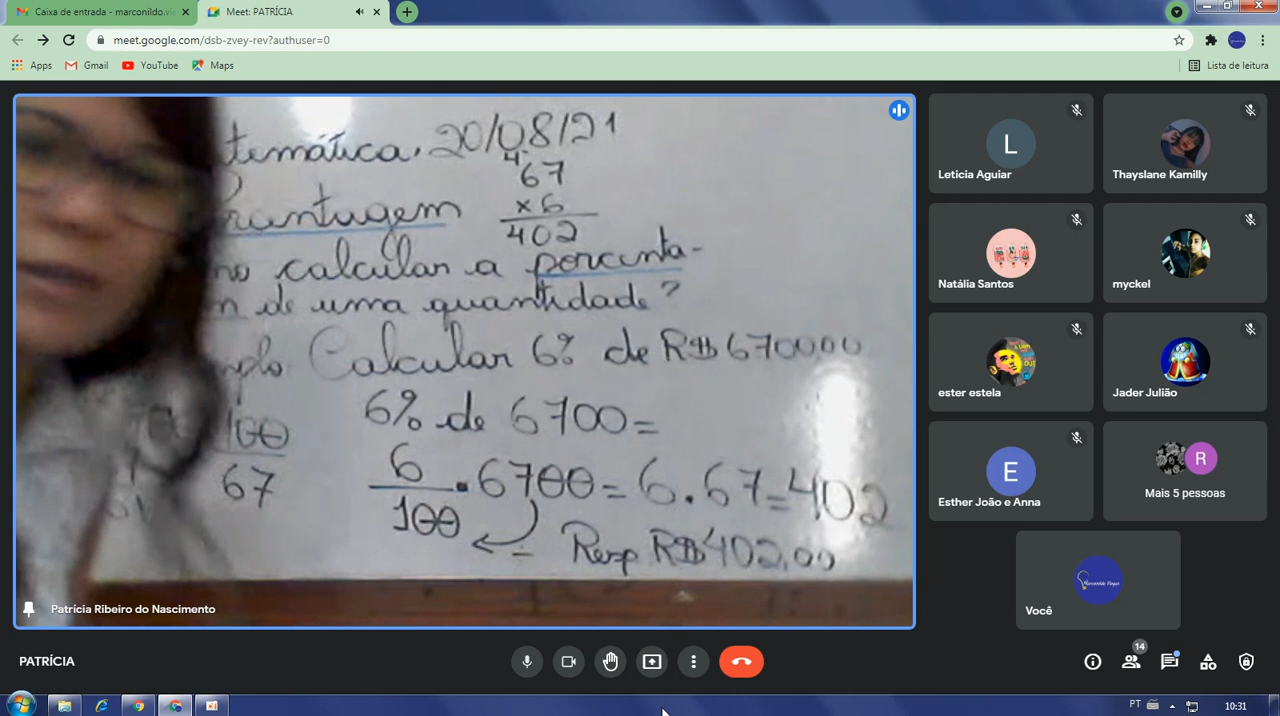 Caixa de entrada - marconildo.vi
Meet: PATRÍCIA
meet.google.com/dsb-zvey-rev?authuser=0
Apps Gmail YouTube Maps Lista de leitura
temática. 20/08/21
4
67
x 6
402
rcantagem
mo calcular a porcenta-
m de uma quantidade?
mplo. Calcular 6% de R$ 6700,00
6% de 6700=
100
67
6/100 . 6700 = 6.67=402
Resp R$ 402,00
Patrícia Ribeiro do Nascimento
L
Leticia Aguiar
Thayslane Kamilly
Natália Santos
myckel
ester estela
Jader Julião
E
Esther João e Anna
R
Mais 5 pessoas
Você
PATRÍCIA
14
PT
10:31